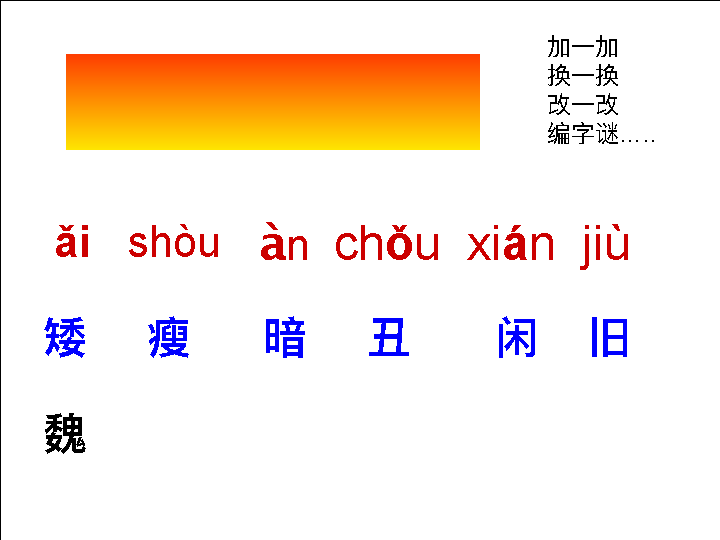 加一加
换一换
改一改
编字谜.....
ǎi shòu àn chǒu xián jiù
矮 瘦 暗 丑 闲 旧
魏